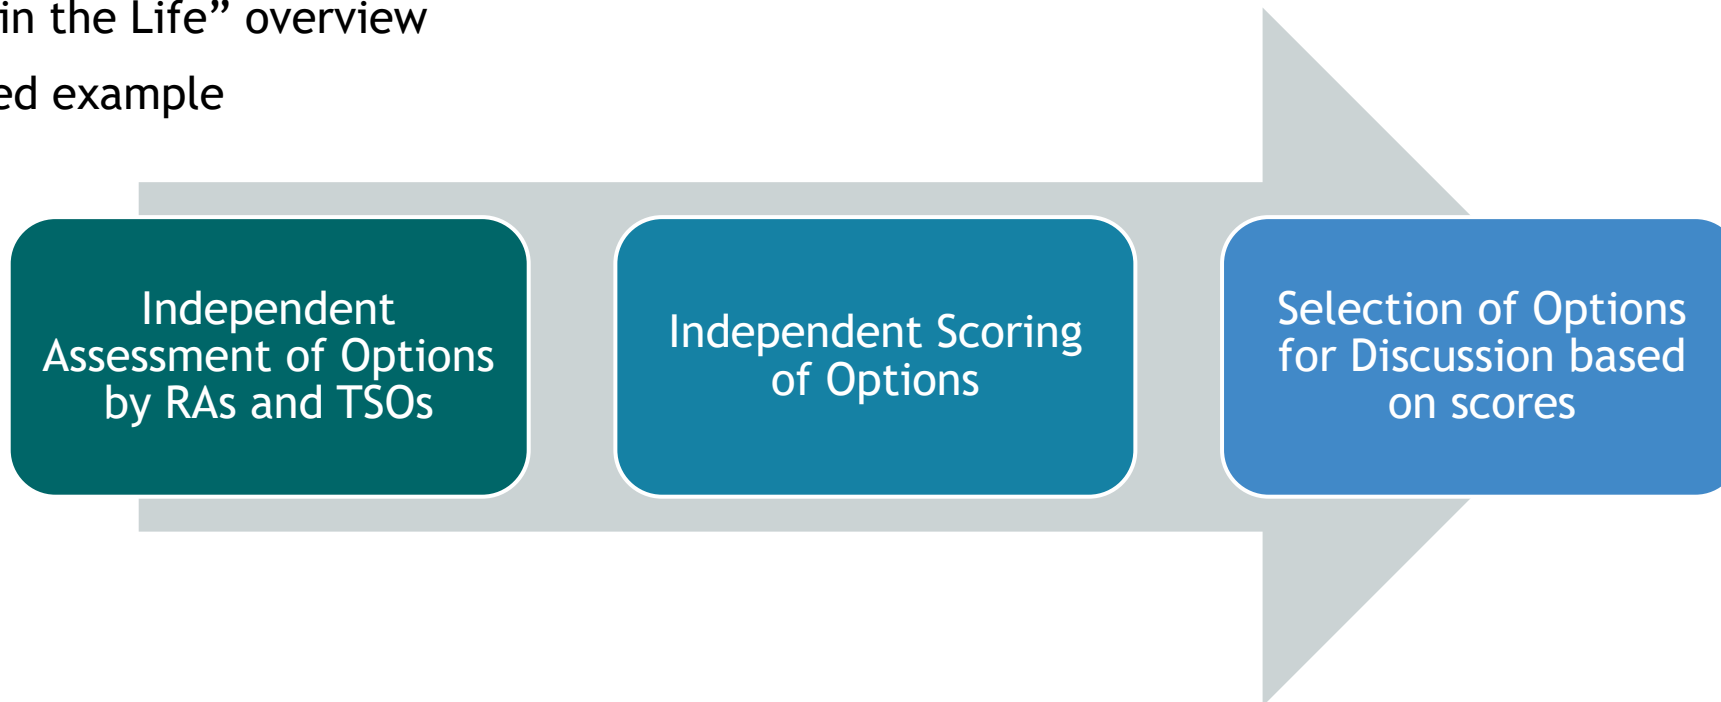 in the Life” overview
ed example
Independent
Assessment of Options
by RAs and TSOs
Independent Scoring
of Options
Selection of Options
for Discussion based
on scores